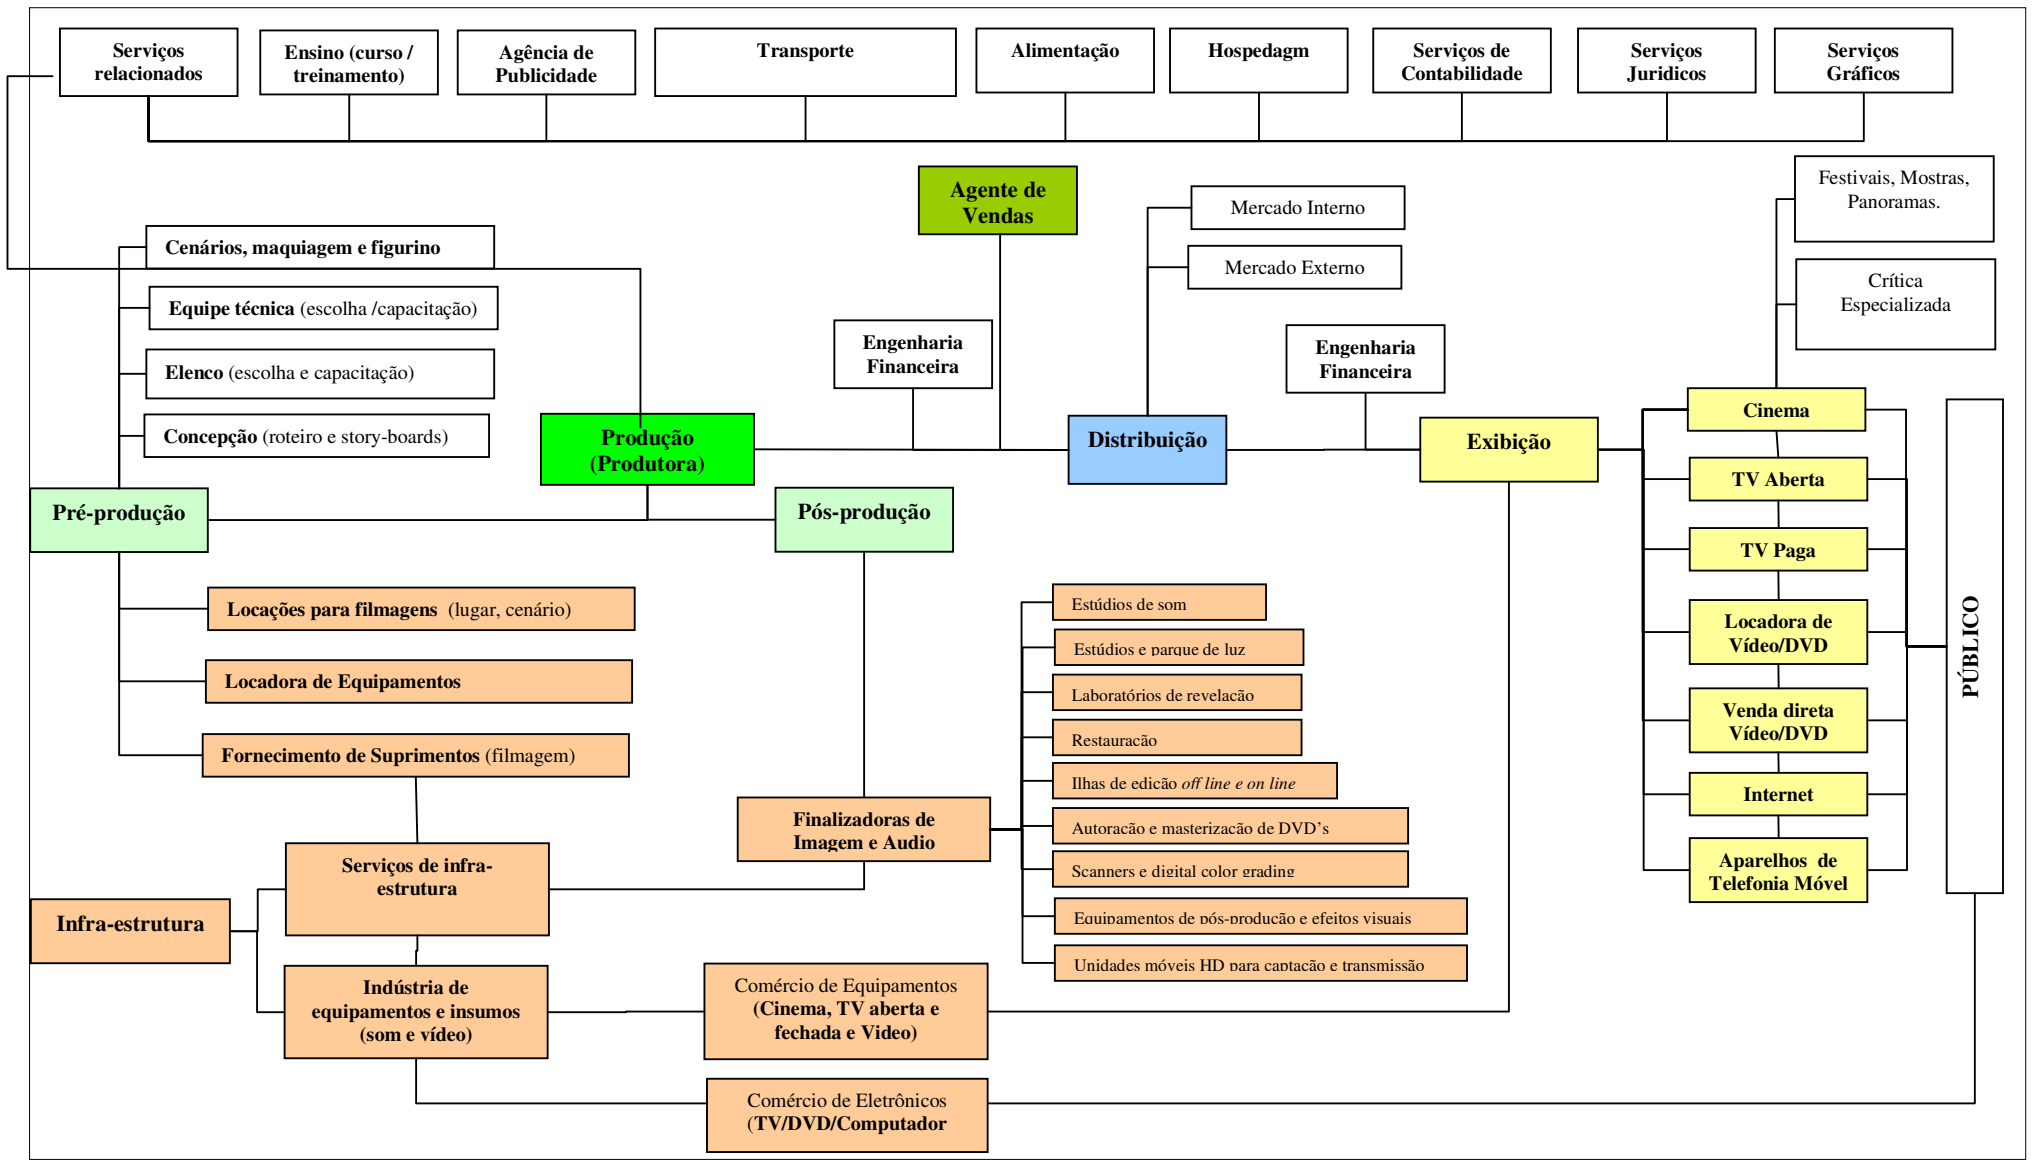 Serviços
relacionados
Ensino (curso /
treinamento)
Agência de
Publicidade
Transporte
Alimentação
Hospedagm
Serviços de
Contabilidade
Serviços
Juridicos
Serviços
Gráficos
Agente de
Vendas
Mercado Interno
Mercado Externo
Festivais, Mostras,
Panoramas.
Crítica
Especializada
Cenários, maquiagem e figurino
Equipe técnica (escolha /capacitação)
Elenco (escolha e capacitação)
Concepção (roteiro e story-boards)
Engenharia
Financeira
Engenharia
Financeira
Produção
(Produtora)
Distribuição
Exibição
Pré-produção
Pós-produção
Cinema
TV Aberta
TV Paga
Locadora de
Vídeo/DVD
Venda direta
Vídeo/DVD
Internet
Aparelhos de
Telefonia Móvel
PÚBLICO
Locações para filmagens (lugar, cenário)
Locadora de Equipamentos
Fornecimento de Suprimentos (filmagem)
Estúdios de som
Estúdios e parque de luz
Laboratórios de revelação
Restauração
Ilhas de edição off line e on line
Autoração e masterização de DVD's
Scanners e digital color grading
Equipamentos de pós-produção e efeitos visuais
Unidades móveis HD para captação e transmissão
Finalizadoras de
Imagem e Audio
Serviços de infra-
estrutura
Infra-estrutura
Indústria de
equipamentos e insumos
(som e vídeo)
Comércio de Equipamentos
(Cinema, TV aberta e
fechada e Video)
Comércio de Eletrônicos
(TV/DVD/Computador